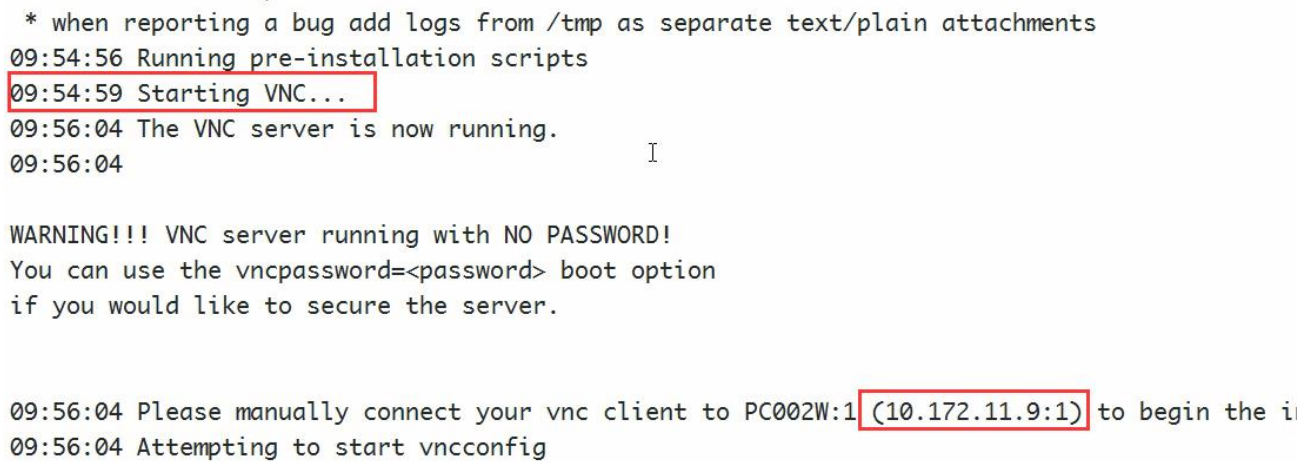 * when reporting a bug add logs from /tmp as separate text/plain attachments
09:54:56 Running pre-installation scripts
09:54:59 Starting VNC...
09:56:04 The VNC server is now running.
09:56:04
WARNING!!! VNC server running with NO PASSWORD!
You can use the vncpassword=<password> boot option
if you would like to secure the server.
09:56:04 Please manually connect your vnc client to PC002W:1 (10.172.11.9:1) to begin the
09:56:04 Attempting to start vncconfig